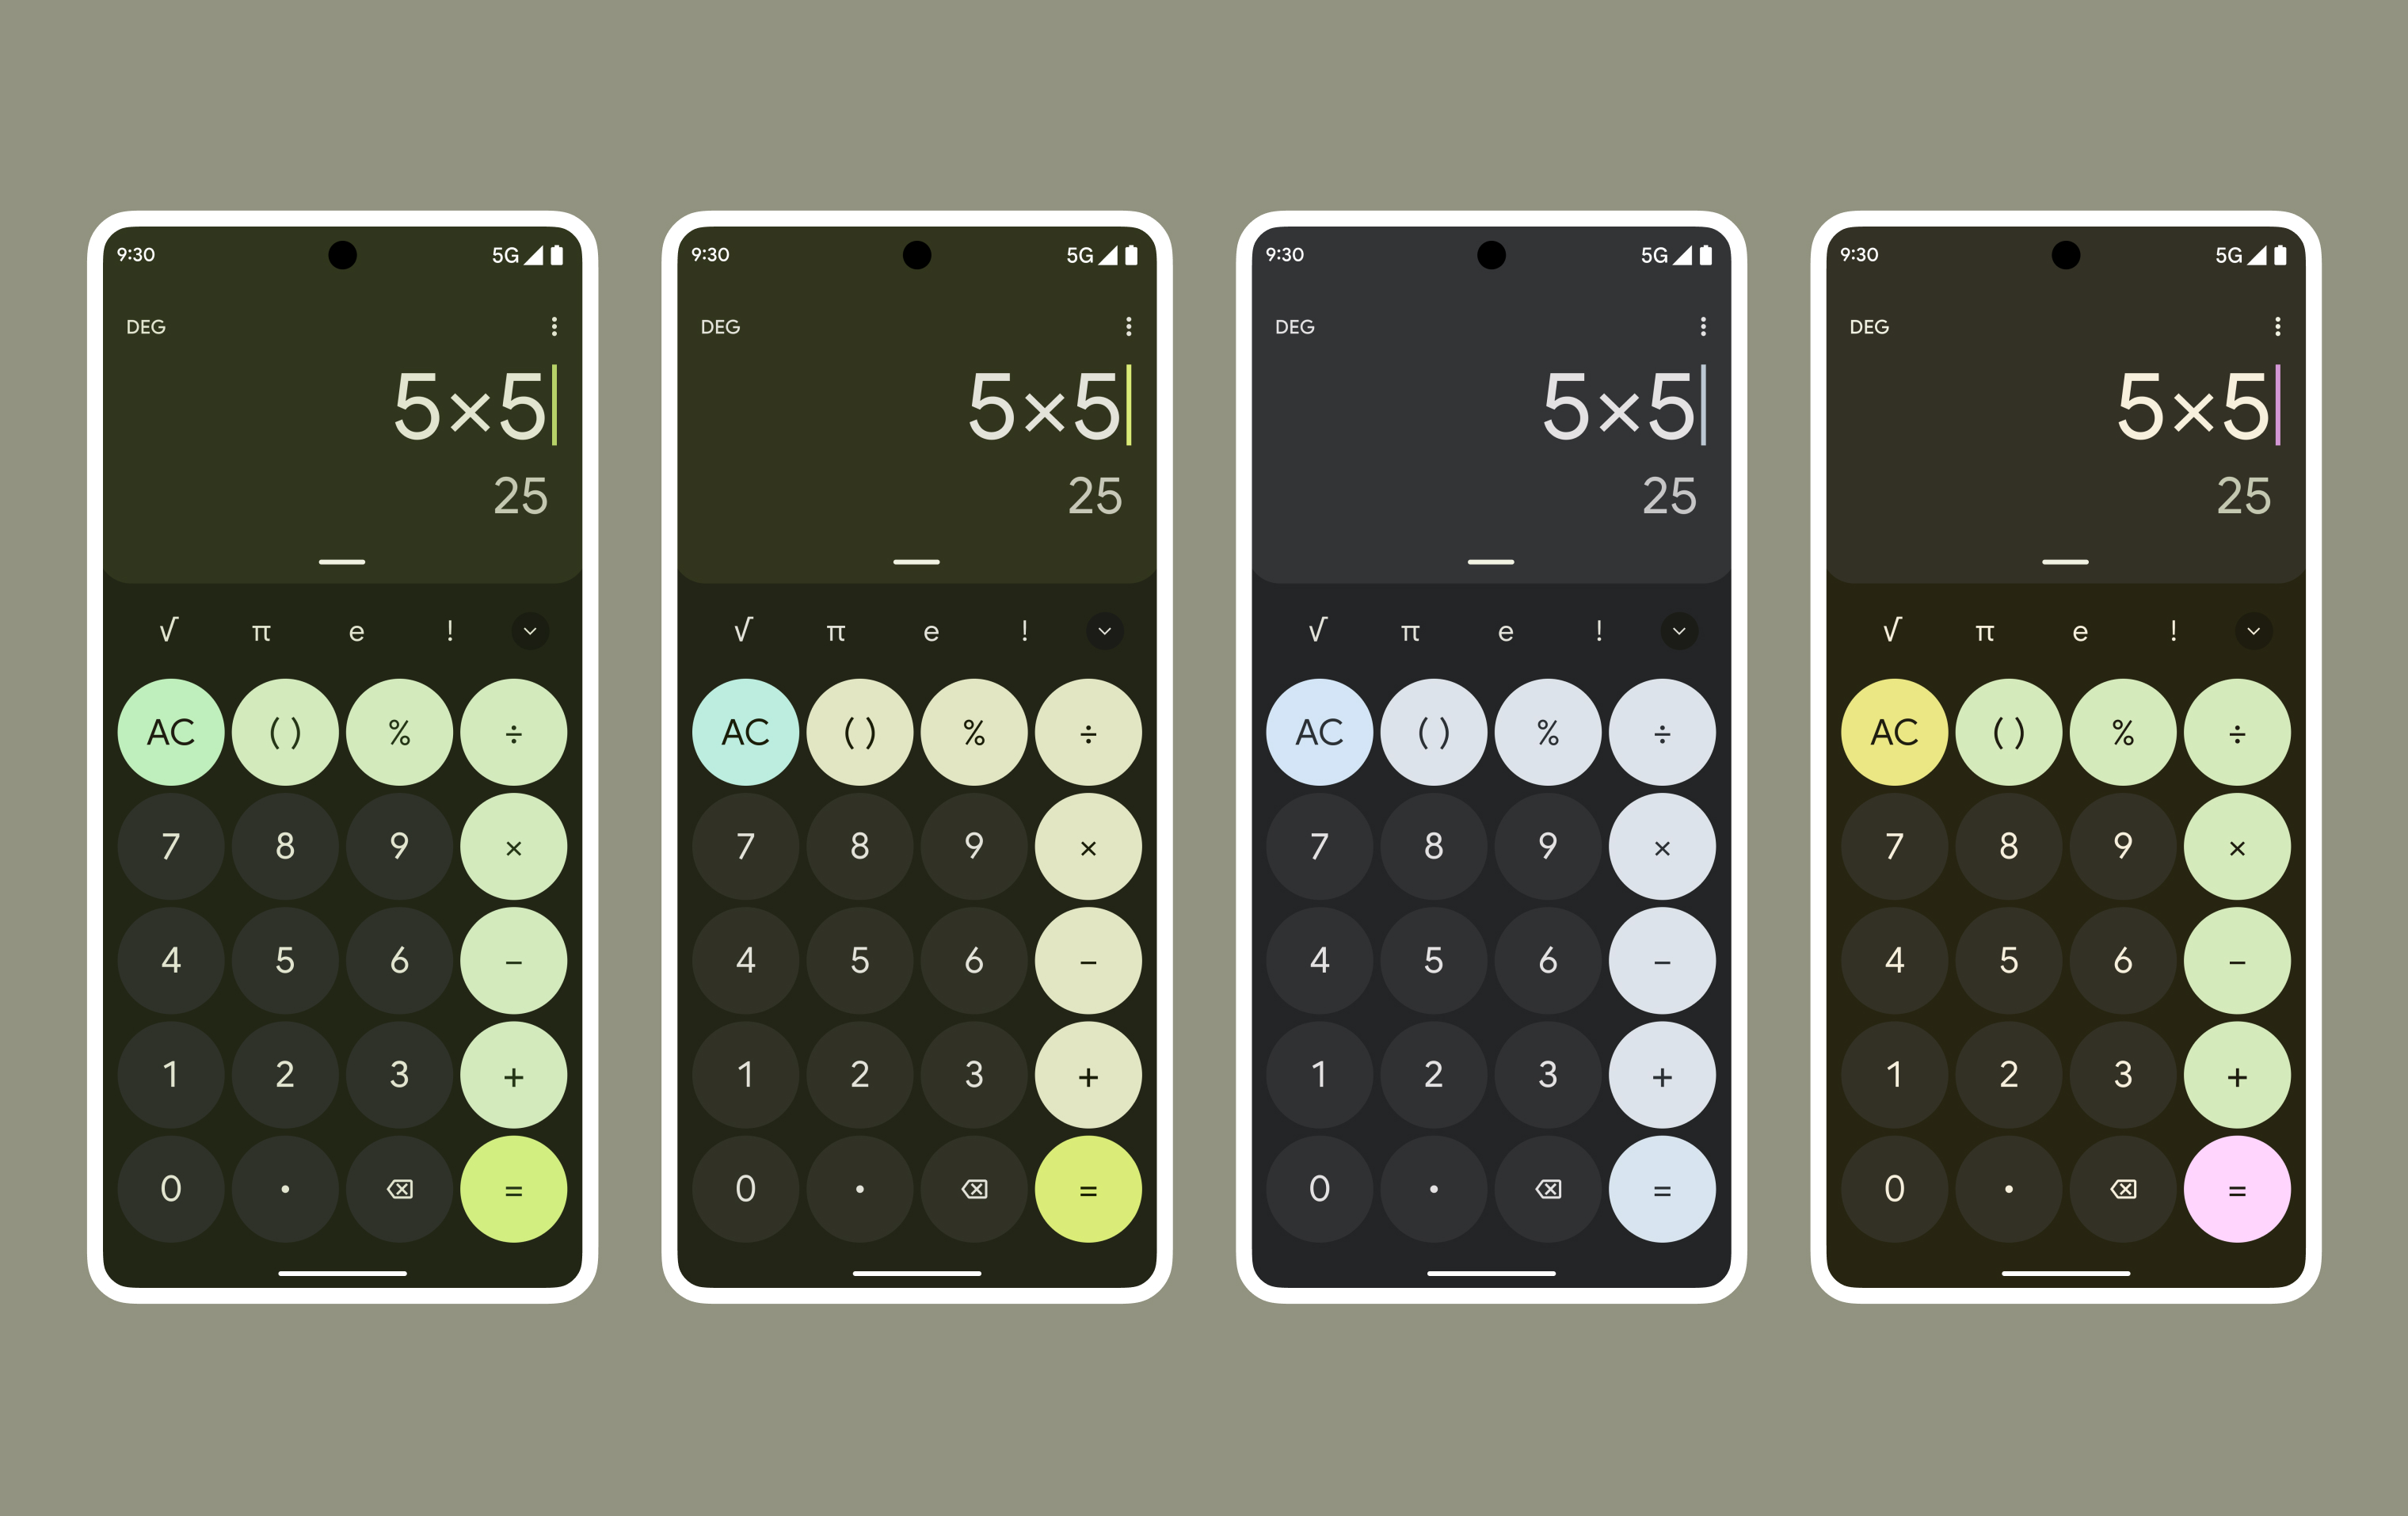 9:30 5G
DEG
5×5
25
√ π e !
AC ( ) % ÷
7 8 9 ×
4 5 6 −
1 2 3 +
0 . =
9:30 5G
DEG
5×5
25
√ π e !
AC ( ) % ÷
7 8 9 ×
4 5 6 −
1 2 3 +
0 . =
9:30 5G
DEG
5×5
25
√ π e !
AC ( ) % ÷
7 8 9 ×
4 5 6 −
1 2 3 +
0 . =
9:30 5G
DEG
5×5
25
√ π e !
AC ( ) % ÷
7 8 9 ×
4 5 6 −
1 2 3 +
0 . =